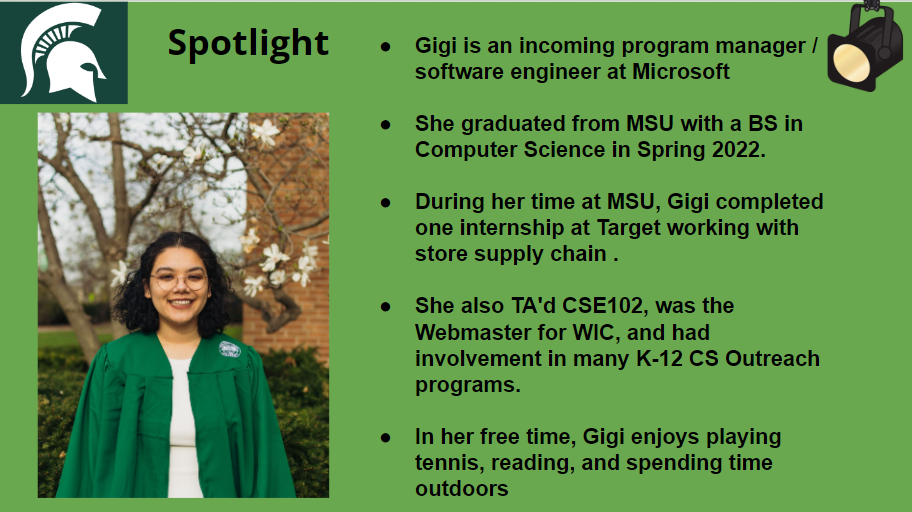 Spotlight
● Gigi is an incoming program manager /
software engineer at Microsoft
● She graduated from MSU with a BS in
Computer Science in Spring 2022.
● During her time at MSU, Gigi completed
one internship at Target working with
store supply chain .
● She also TA'd CSE102, was the
Webmaster for WIC, and had
involvement in many K-12 CS Outreach
programs.
● In her free time, Gigi enjoys playing
tennis, reading, and spending time
outdoors